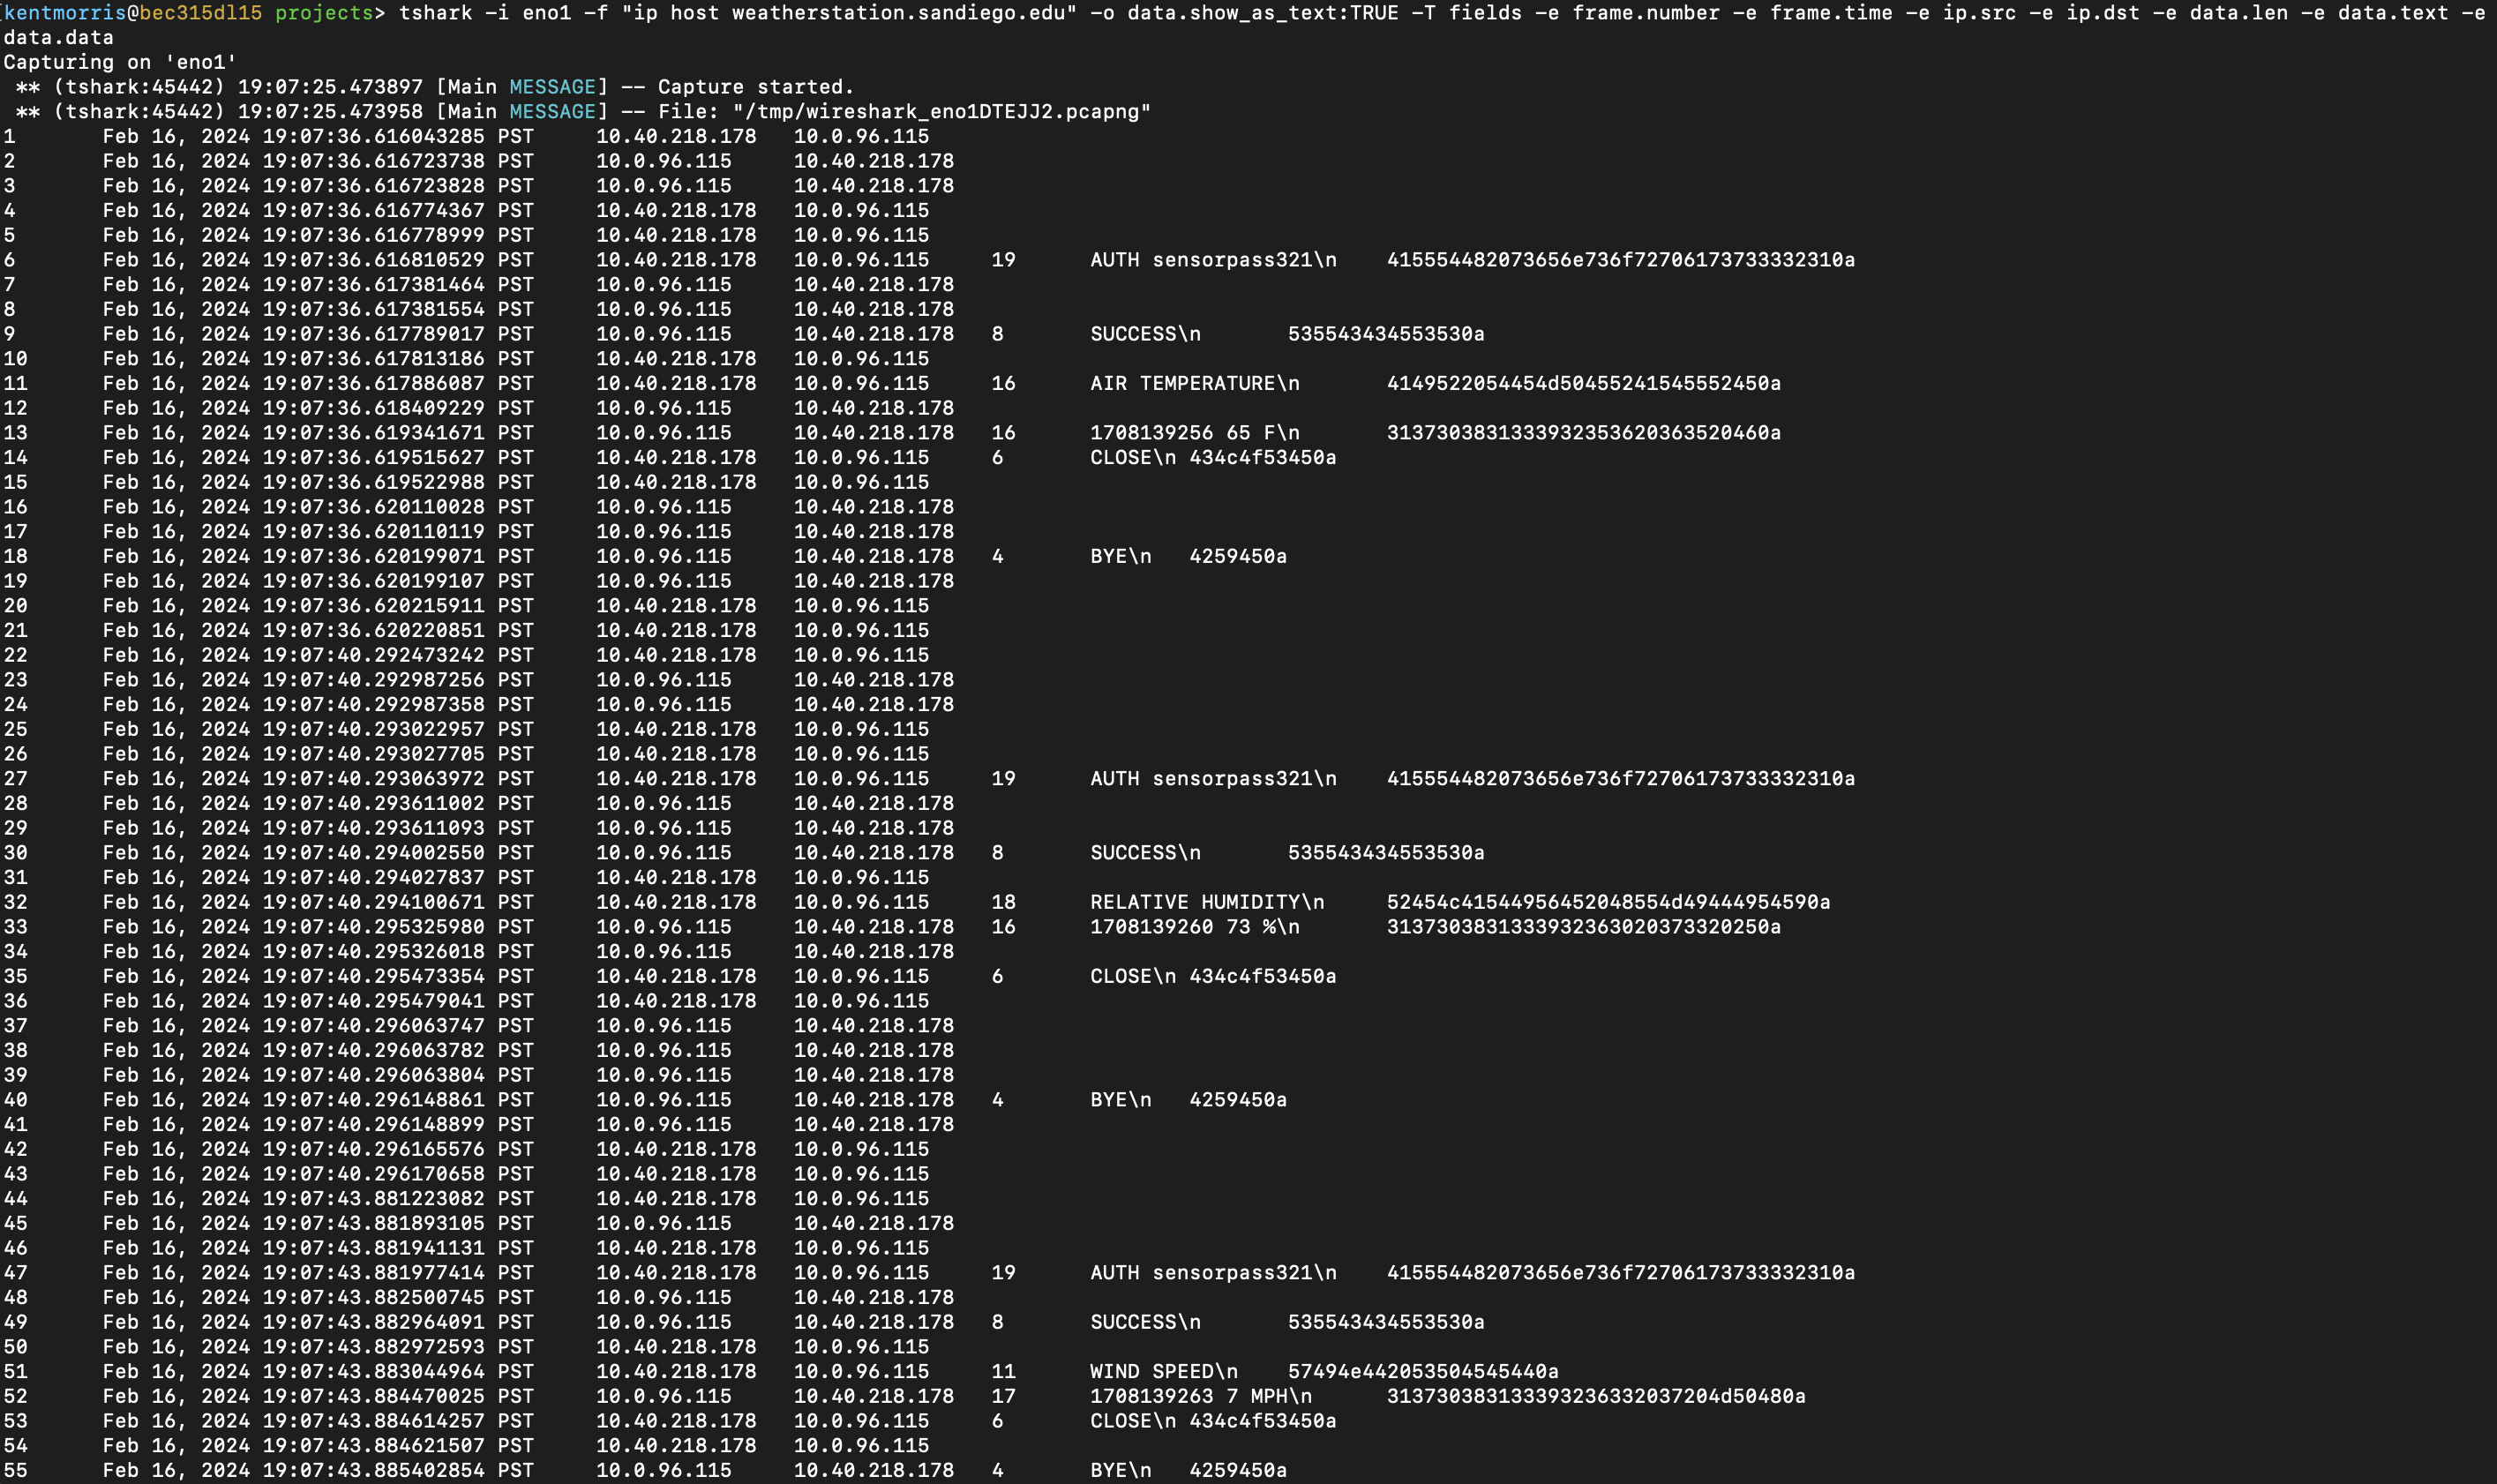 [kentmorris@bec315dl15 projects> tshark -i eno1 -f "ip host weatherstation.sandiego.edu" -o data.show_as_text:TRUE -T fields -e frame.number -e frame.time -e ip.src -e ip.dst -e data.len -e data.text -e
data.data
Capturing on 'eno1'
 ** (tshark:45442) 19:07:25.473897 [Main MESSAGE] -- Capture started.
 ** (tshark:45442) 19:07:25.473958 [Main MESSAGE] -- File: "/tmp/wireshark_eno1DTEJJ2.pcapng"
1 Feb 16, 2024 19:07:36.616043285 PST 10.40.218.178 10.0.96.115
2 Feb 16, 2024 19:07:36.616723738 PST 10.0.96.115 10.40.218.178
3 Feb 16, 2024 19:07:36.616723828 PST 10.0.96.115 10.40.218.178
4 Feb 16, 2024 19:07:36.616774367 PST 10.40.218.178 10.0.96.115
5 Feb 16, 2024 19:07:36.616778999 PST 10.40.218.178 10.0.96.115
6 Feb 16, 2024 19:07:36.616810529 PST 10.40.218.178 10.0.96.115 19 AUTH sensorpass321\n 415554482073656e736f72706173733332310a
7 Feb 16, 2024 19:07:36.617381464 PST 10.0.96.115 10.40.218.178
8 Feb 16, 2024 19:07:36.617381554 PST 10.0.96.115 10.40.218.178
9 Feb 16, 2024 19:07:36.617789017 PST 10.0.96.115 10.40.218.178 8 SUCCESS\n 535543434553530a
10 Feb 16, 2024 19:07:36.617813186 PST 10.40.218.178 10.0.96.115
11 Feb 16, 2024 19:07:36.617886087 PST 10.40.218.178 10.0.96.115 16 AIR TEMPERATURE\n 4149522054454d50455241545552450a
12 Feb 16, 2024 19:07:36.618409229 PST 10.0.96.115 10.40.218.178
13 Feb 16, 2024 19:07:36.619341671 PST 10.0.96.115 10.40.218.178 16 1708139256 65 F\n 313730383133393235362036352046​0a
14 Feb 16, 2024 19:07:36.619515627 PST 10.40.218.178 10.0.96.115 6 CLOSE\n 434c4f53450a
15 Feb 16, 2024 19:07:36.619522988 PST 10.40.218.178 10.0.96.115
16 Feb 16, 2024 19:07:36.620110028 PST 10.0.96.115 10.40.218.178
17 Feb 16, 2024 19:07:36.620110119 PST 10.0.96.115 10.40.218.178
18 Feb 16, 2024 19:07:36.620199071 PST 10.0.96.115 10.40.218.178 4 BYE\n 4259450a
19 Feb 16, 2024 19:07:36.620199107 PST 10.0.96.115 10.40.218.178
20 Feb 16, 2024 19:07:36.620215911 PST 10.40.218.178 10.0.96.115
21 Feb 16, 2024 19:07:36.620220851 PST 10.40.218.178 10.0.96.115
22 Feb 16, 2024 19:07:40.292473242 PST 10.40.218.178 10.0.96.115
23 Feb 16, 2024 19:07:40.292987256 PST 10.0.96.115 10.40.218.178
24 Feb 16, 2024 19:07:40.292987358 PST 10.0.96.115 10.40.218.178
25 Feb 16, 2024 19:07:40.293022957 PST 10.40.218.178 10.0.96.115
26 Feb 16, 2024 19:07:40.293027705 PST 10.40.218.178 10.0.96.115
27 Feb 16, 2024 19:07:40.293063972 PST 10.40.218.178 10.0.96.115 19 AUTH sensorpass321\n 415554482073656e736f72706173733332310a
28 Feb 16, 2024 19:07:40.293611002 PST 10.0.96.115 10.40.218.178
29 Feb 16, 2024 19:07:40.293611093 PST 10.0.96.115 10.40.218.178
30 Feb 16, 2024 19:07:40.294002550 PST 10.0.96.115 10.40.218.178 8 SUCCESS\n 535543434553530a
31 Feb 16, 2024 19:07:40.294027837 PST 10.40.218.178 10.0.96.115
32 Feb 16, 2024 19:07:40.294100671 PST 10.40.218.178 10.0.96.115 18 RELATIVE HUMIDITY\n 52454c41544956452048554d49444954590a
33 Feb 16, 2024 19:07:40.295325980 PST 10.0.96.115 10.40.218.178 16 1708139260 73 %\n 3137303831333932363020373320250a
34 Feb 16, 2024 19:07:40.295326018 PST 10.0.96.115 10.40.218.178
35 Feb 16, 2024 19:07:40.295473354 PST 10.40.218.178 10.0.96.115 6 CLOSE\n 434c4f53450a
36 Feb 16, 2024 19:07:40.295479041 PST 10.40.218.178 10.0.96.115
37 Feb 16, 2024 19:07:40.296063747 PST 10.0.96.115 10.40.218.178
38 Feb 16, 2024 19:07:40.296063782 PST 10.0.96.115 10.40.218.178
39 Feb 16, 2024 19:07:40.296063804 PST 10.0.96.115 10.40.218.178
40 Feb 16, 2024 19:07:40.296148861 PST 10.0.96.115 10.40.218.178 4 BYE\n 4259450a
41 Feb 16, 2024 19:07:40.296148899 PST 10.0.96.115 10.40.218.178
42 Feb 16, 2024 19:07:40.296165576 PST 10.40.218.178 10.0.96.115
43 Feb 16, 2024 19:07:40.296170658 PST 10.40.218.178 10.0.96.115
44 Feb 16, 2024 19:07:43.881223082 PST 10.40.218.178 10.0.96.115
45 Feb 16, 2024 19:07:43.881893105 PST 10.0.96.115 10.40.218.178
46 Feb 16, 2024 19:07:43.881941131 PST 10.40.218.178 10.0.96.115
47 Feb 16, 2024 19:07:43.881977414 PST 10.40.218.178 10.0.96.115 19 AUTH sensorpass321\n 415554482073656e736f72706173733332310a
48 Feb 16, 2024 19:07:43.882500745 PST 10.0.96.115 10.40.218.178
49 Feb 16, 2024 19:07:43.882964091 PST 10.0.96.115 10.40.218.178 8 SUCCESS\n 535543434553530a
50 Feb 16, 2024 19:07:43.882972593 PST 10.40.218.178 10.0.96.115
51 Feb 16, 2024 19:07:43.883044964 PST 10.40.218.178 10.0.96.115 11 WIND SPEED\n 57494e442053504545440a
52 Feb 16, 2024 19:07:43.884470025 PST 10.0.96.115 10.40.218.178 17 1708139263 7 MPH\n 313730383133393236332037204d50480a
53 Feb 16, 2024 19:07:43.884614257 PST 10.40.218.178 10.0.96.115 6 CLOSE\n 434c4f53450a
54 Feb 16, 2024 19:07:43.884621507 PST 10.40.218.178 10.0.96.115
55 Feb 16, 2024 19:07:43.885402854 PST 10.0.96.115 10.40.218.178 4 BYE\n 4259450a